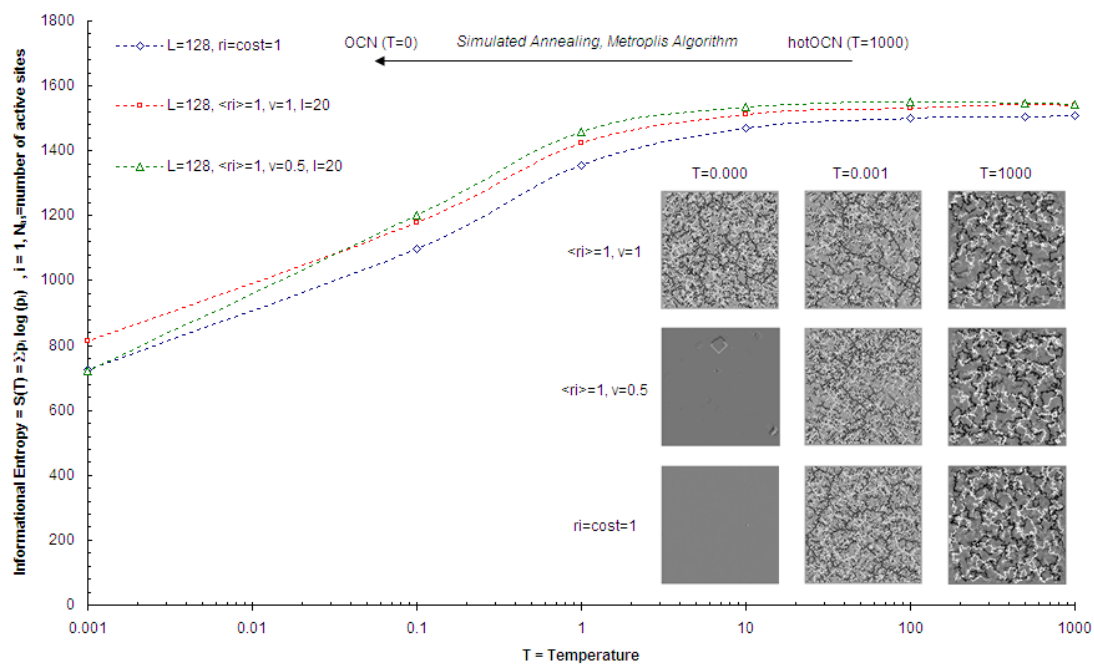 1800
1600
1400
1200
1000
800
600
400
200
0
Informational Entropy = S(T) = Σpᵢ log (pᵢ) , i = 1, Nₐₛ=number of active sites
L=128, ri=cost=1
L=128, <ri>=1, v=1, I=20
L=128, <ri>=1, v=0.5, I=20
OCN (T=0) Simulated Annealing, Metroplis Algorithm hotOCN (T=1000)
T=0.000 T=0.001 T=1000
<ri>=1, v=1
<ri>=1, v=0.5
ri=cost=1
0.001 0.01 0.1 1 10 100 1000
T = Temperature